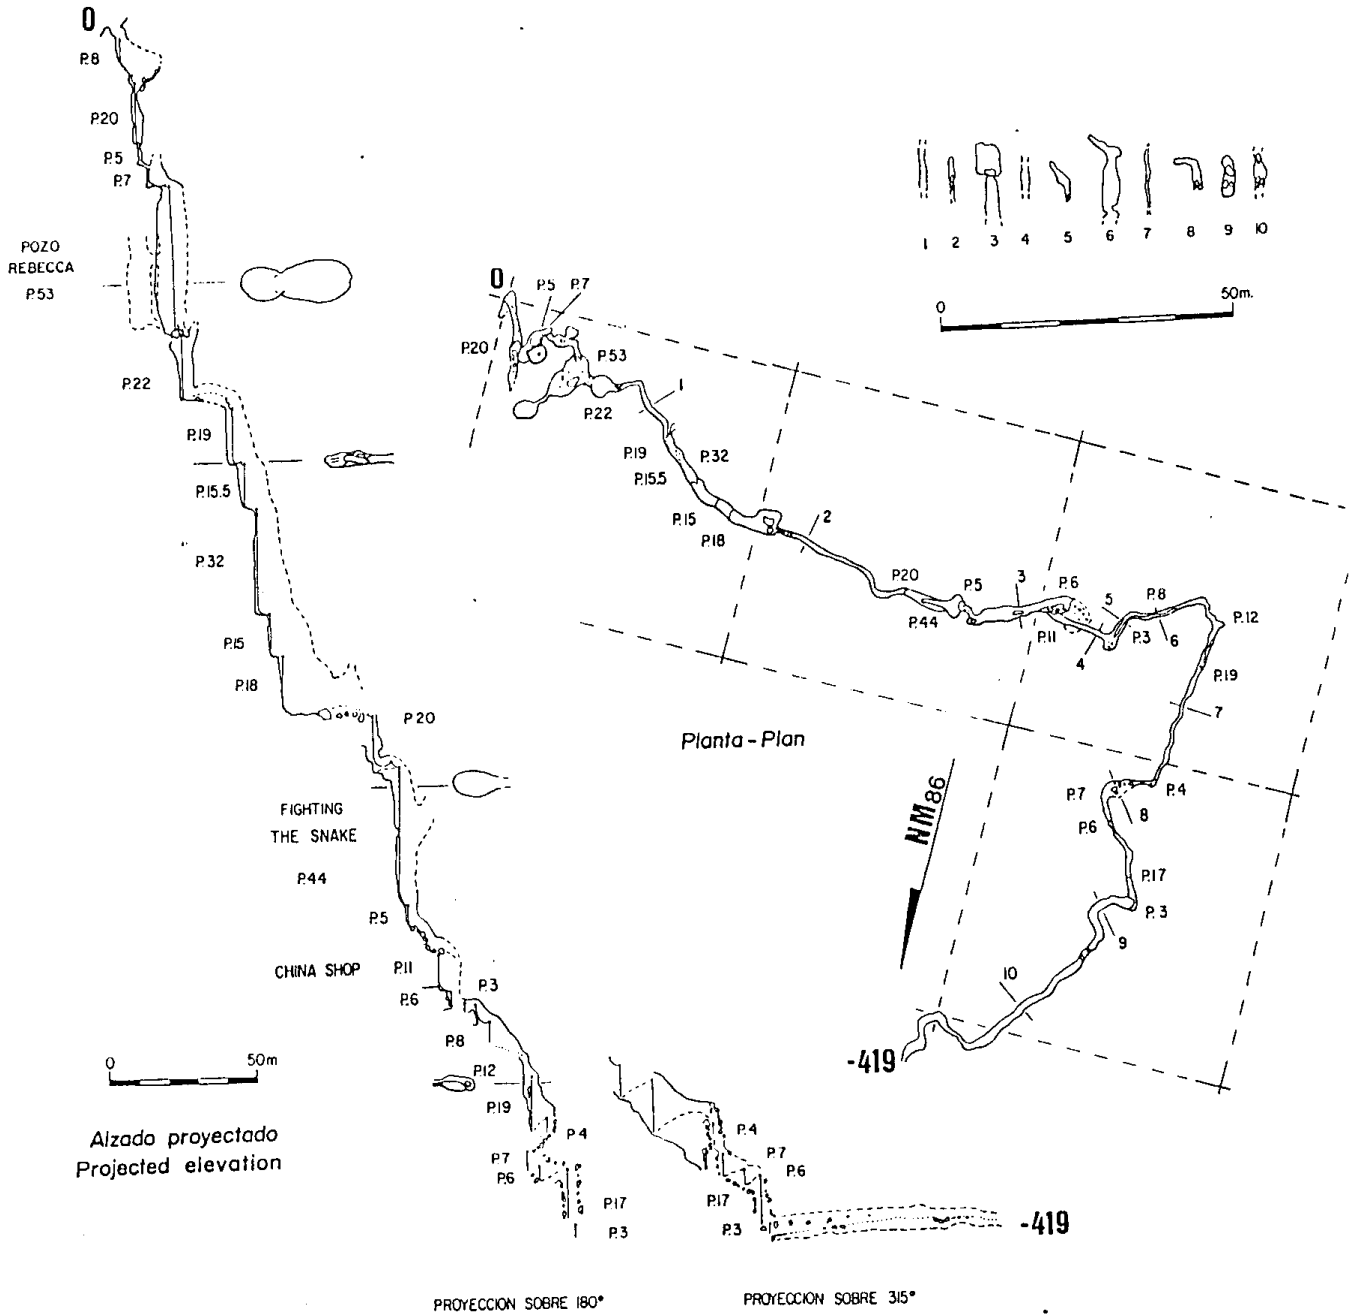 0
P.8
P.20
P.5
P.7
POZO
REBECCA
P.53
P.22
P.19
P.15.5
P.32
P.15
P.18
P.20
FIGHTING
THE SNAKE
P.44
P.5
CHINA SHOP
P.11
P.6
P.3
P.8
P.12
P.19
P.4
P.7
P.6
P.17
P.3
0 50m
Alzado proyectado
Projected elevation
PROYECCION SOBRE 180°
P.4
P.7
P.6
P.17
P.3
-419
PROYECCION SOBRE 315°
1 2 3 4 5 6 7 8 9 10
0 50m.
0
P.5 P.7
P.20
P.53
P.22
1
P.19
P.32
P.15.5
P.15
P.18
2
P.20
P.44
P.5
3
P.6
P.11
4
5
P.3
P.8
6
P.12
P.19
7
P.4
P.7
8
P.6
P.17
P.3
9
10
-419
Planta-Plan
NM86